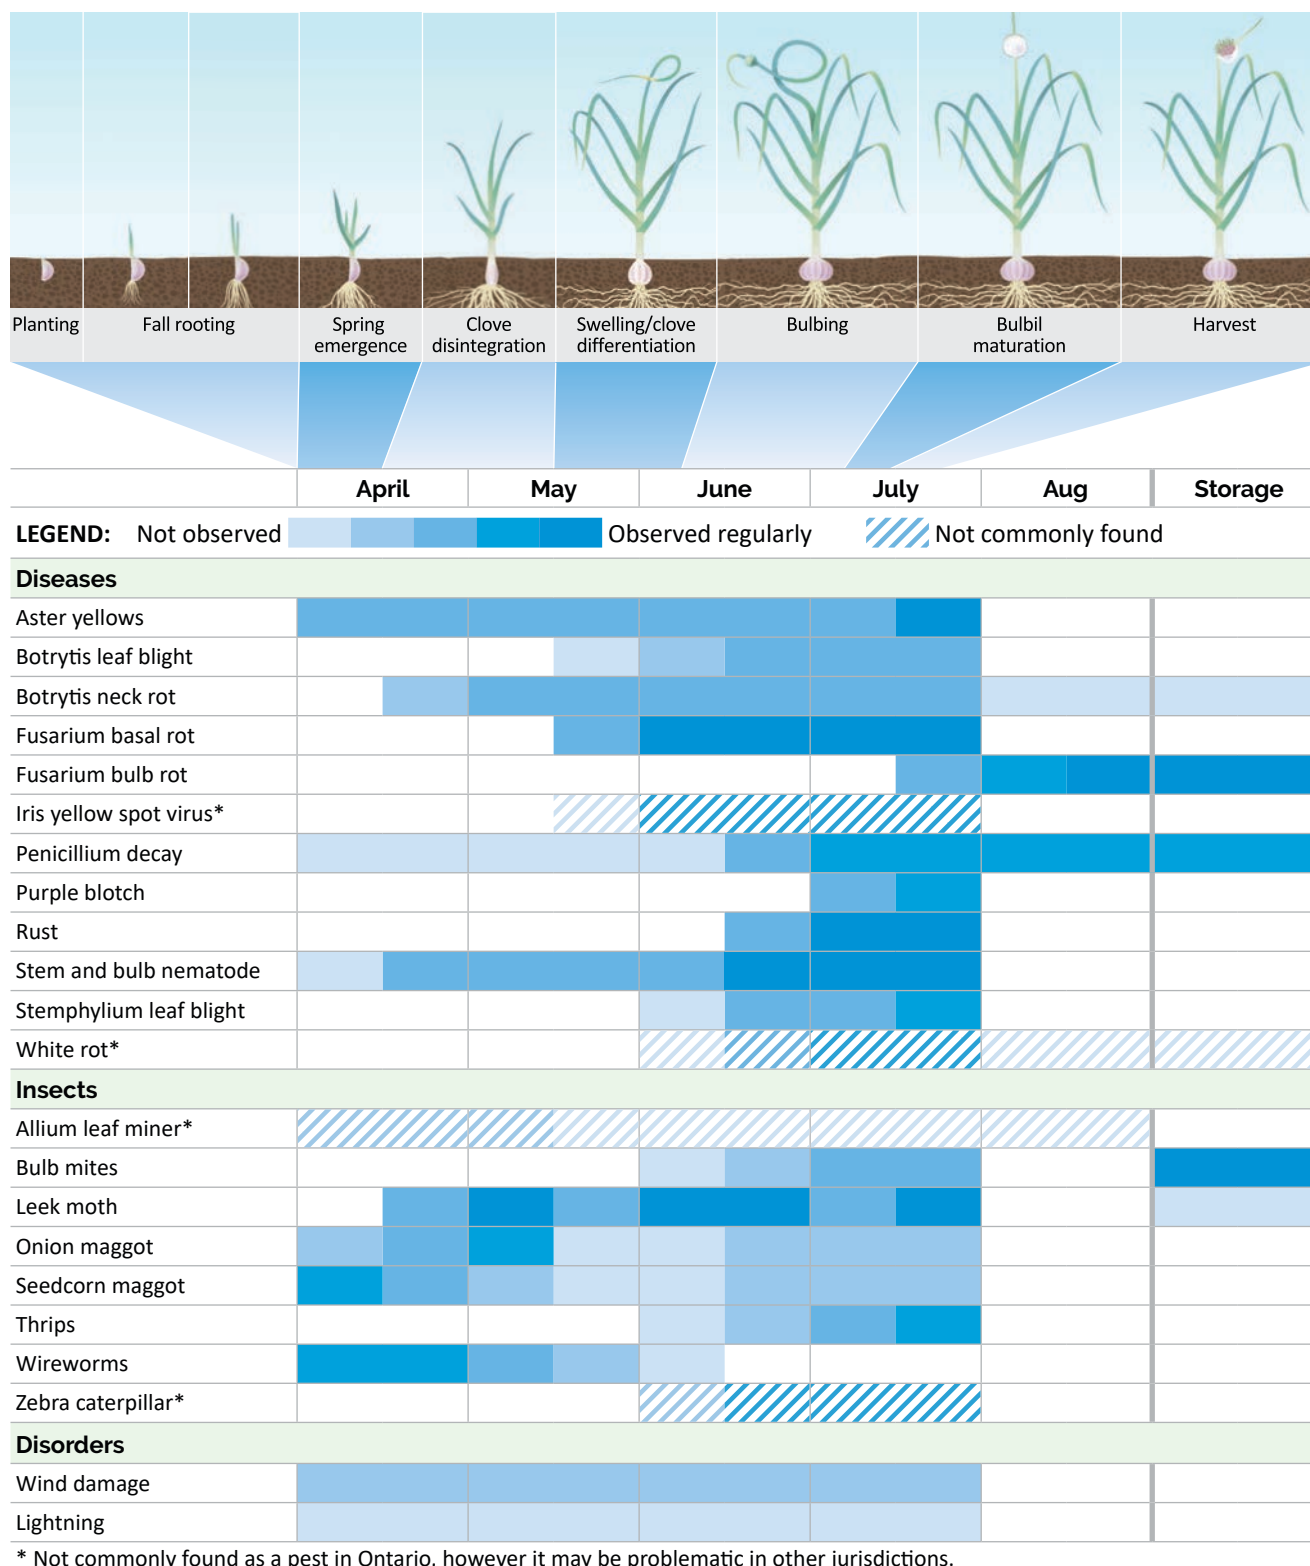 Planting
Fall rooting
Spring
emergence
Clove
disintegration
Swelling/clove
differentiation
Bulbing
Bulbil
maturation
Harvest
April May June July Aug Storage
LEGEND: Not observed Observed regularly Not commonly found
Diseases
Aster yellows
Botrytis leaf blight
Botrytis neck rot
Fusarium basal rot
Fusarium bulb rot
Iris yellow spot virus*
Penicillium decay
Purple blotch
Rust
Stem and bulb nematode
Stemphylium leaf blight
White rot*
Insects
Allium leaf miner*
Bulb mites
Leek moth
Onion maggot
Seedcorn maggot
Thrips
Wireworms
Zebra caterpillar*
Disorders
Wind damage
Lightning
* Not commonly found as a pest in Ontario, however it may be problematic in other jurisdictions.